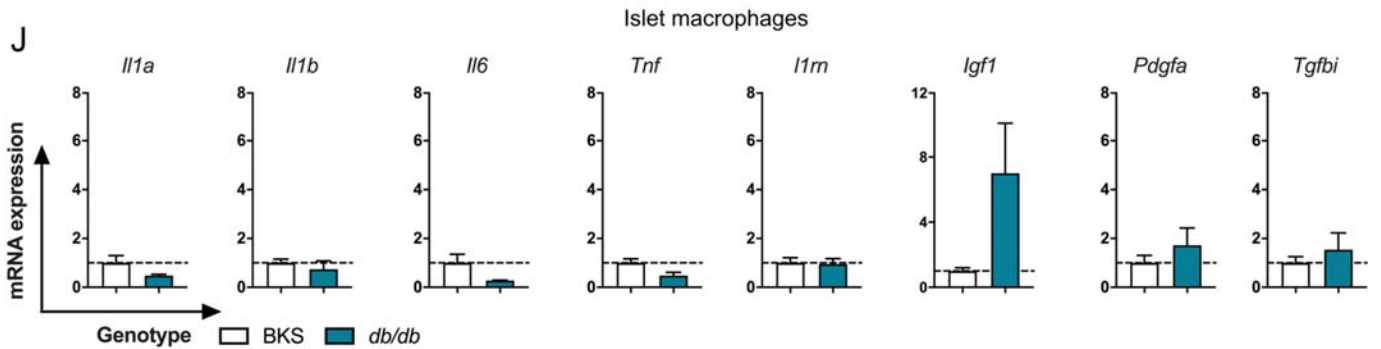 J
Islet macrophages
Il1a Il1b Il6 Tnf I1rn Igf1 Pdgfa Tgfbi
8 8 8 8 8 12 8 8
6 6 6 6 6 8 6 6
4 4 4 4 4 4 4 4
2 2 2 2 2 2 2
0 0 0 0 0 0 0 0
mRNA expression
Genotype BKS db/db